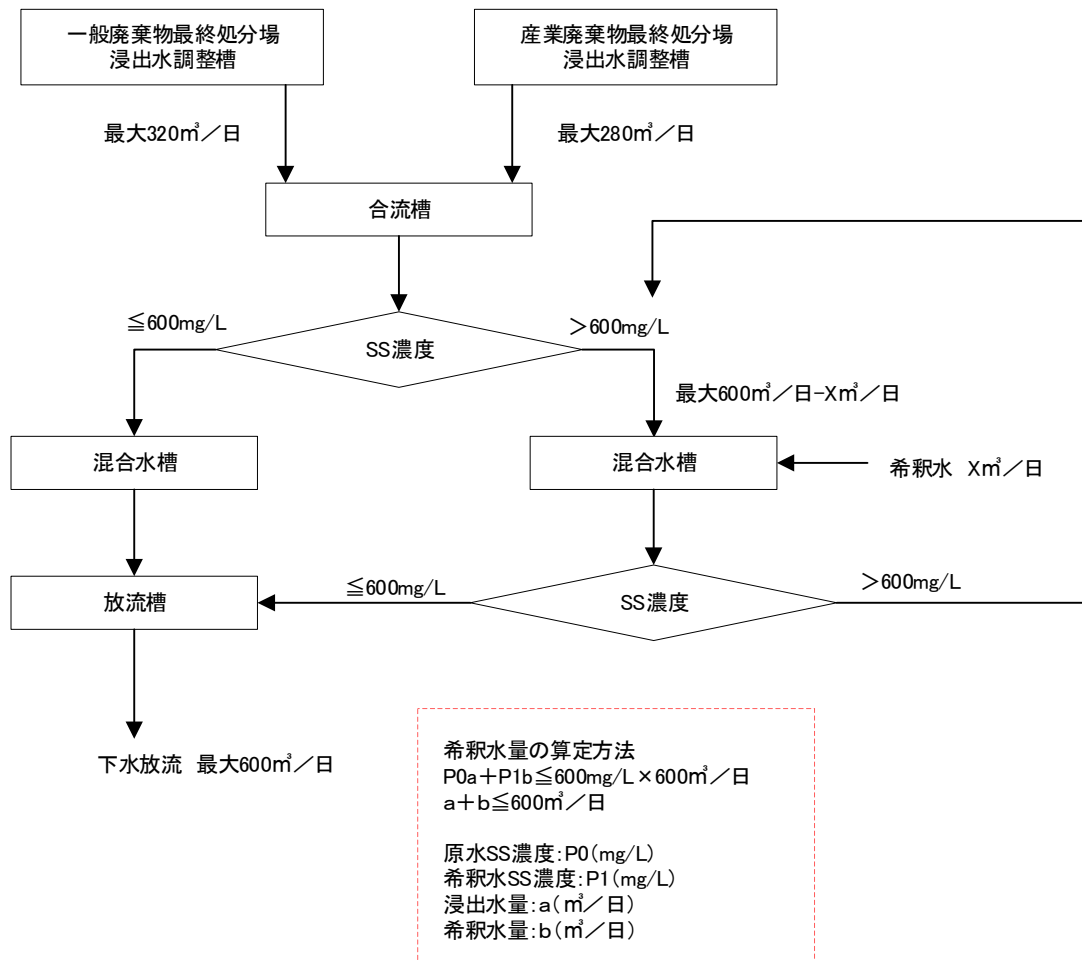 一般廃棄物最終処分場
浸出水調整槽
産業廃棄物最終処分場
浸出水調整槽
最大320㎥／日
最大280㎥／日
合流槽
≦600mg/L
SS濃度
＞600mg/L
最大600㎥／日-X㎥／日
混合水槽
混合水槽
希釈水 X㎥／日
放流槽
≦600mg/L
SS濃度
＞600mg/L
下水放流 最大600㎥／日
希釈水量の算定方法
P0a＋P1b≦600mg/L×600㎥／日
a＋b≦600㎥／日
原水SS濃度：P0（mg/L）
希釈水SS濃度：P1（mg/L）
浸出水量：a（㎥／日）
希釈水量：b（㎥／日）